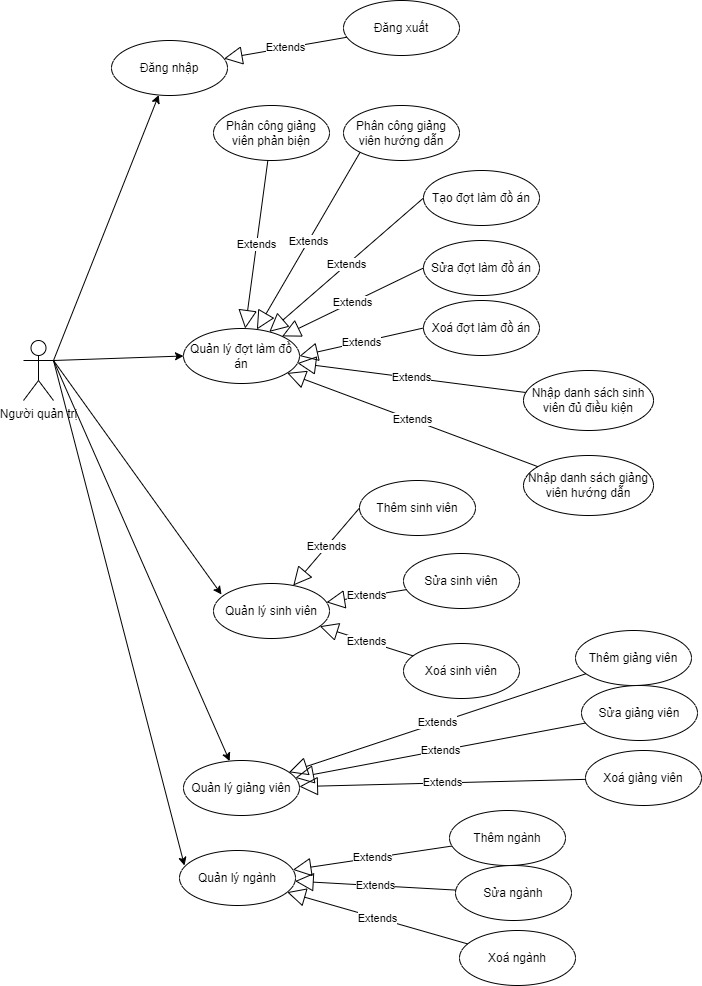 Đăng xuất
Extends
Đăng nhập
Phân công giảng
viên phản biện
Phân công giảng
viên hướng dẫn
Tạo đợt làm đồ án
Extends
Extends
Extends
Sửa đợt làm đồ án
Extends
Xoá đợt làm đồ án
Extends
Quản lý đợt làm đồ
án
Extends
Nhập danh sách sinh
viên đủ điều kiện
Người quản trị
Extends
Nhập danh sách giảng
viên hướng dẫn
Thêm sinh viên
Extends
Sửa sinh viên
Extends
Quản lý sinh viên
Extends
Xoá sinh viên
Thêm giảng viên
Sửa giảng viên
Extends
Extends
Xoá giảng viên
Extends
Quản lý giảng viên
Thêm ngành
Extends
Quản lý ngành
Extends
Sửa ngành
Extends
Xoá ngành